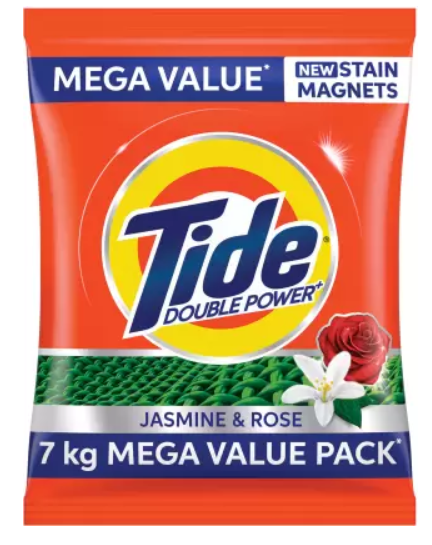 MEGA VALUE*
NEW STAIN
MAGNETS
Tide®
DOUBLE POWER+
JASMINE & ROSE
7 kg MEGA VALUE PACK*